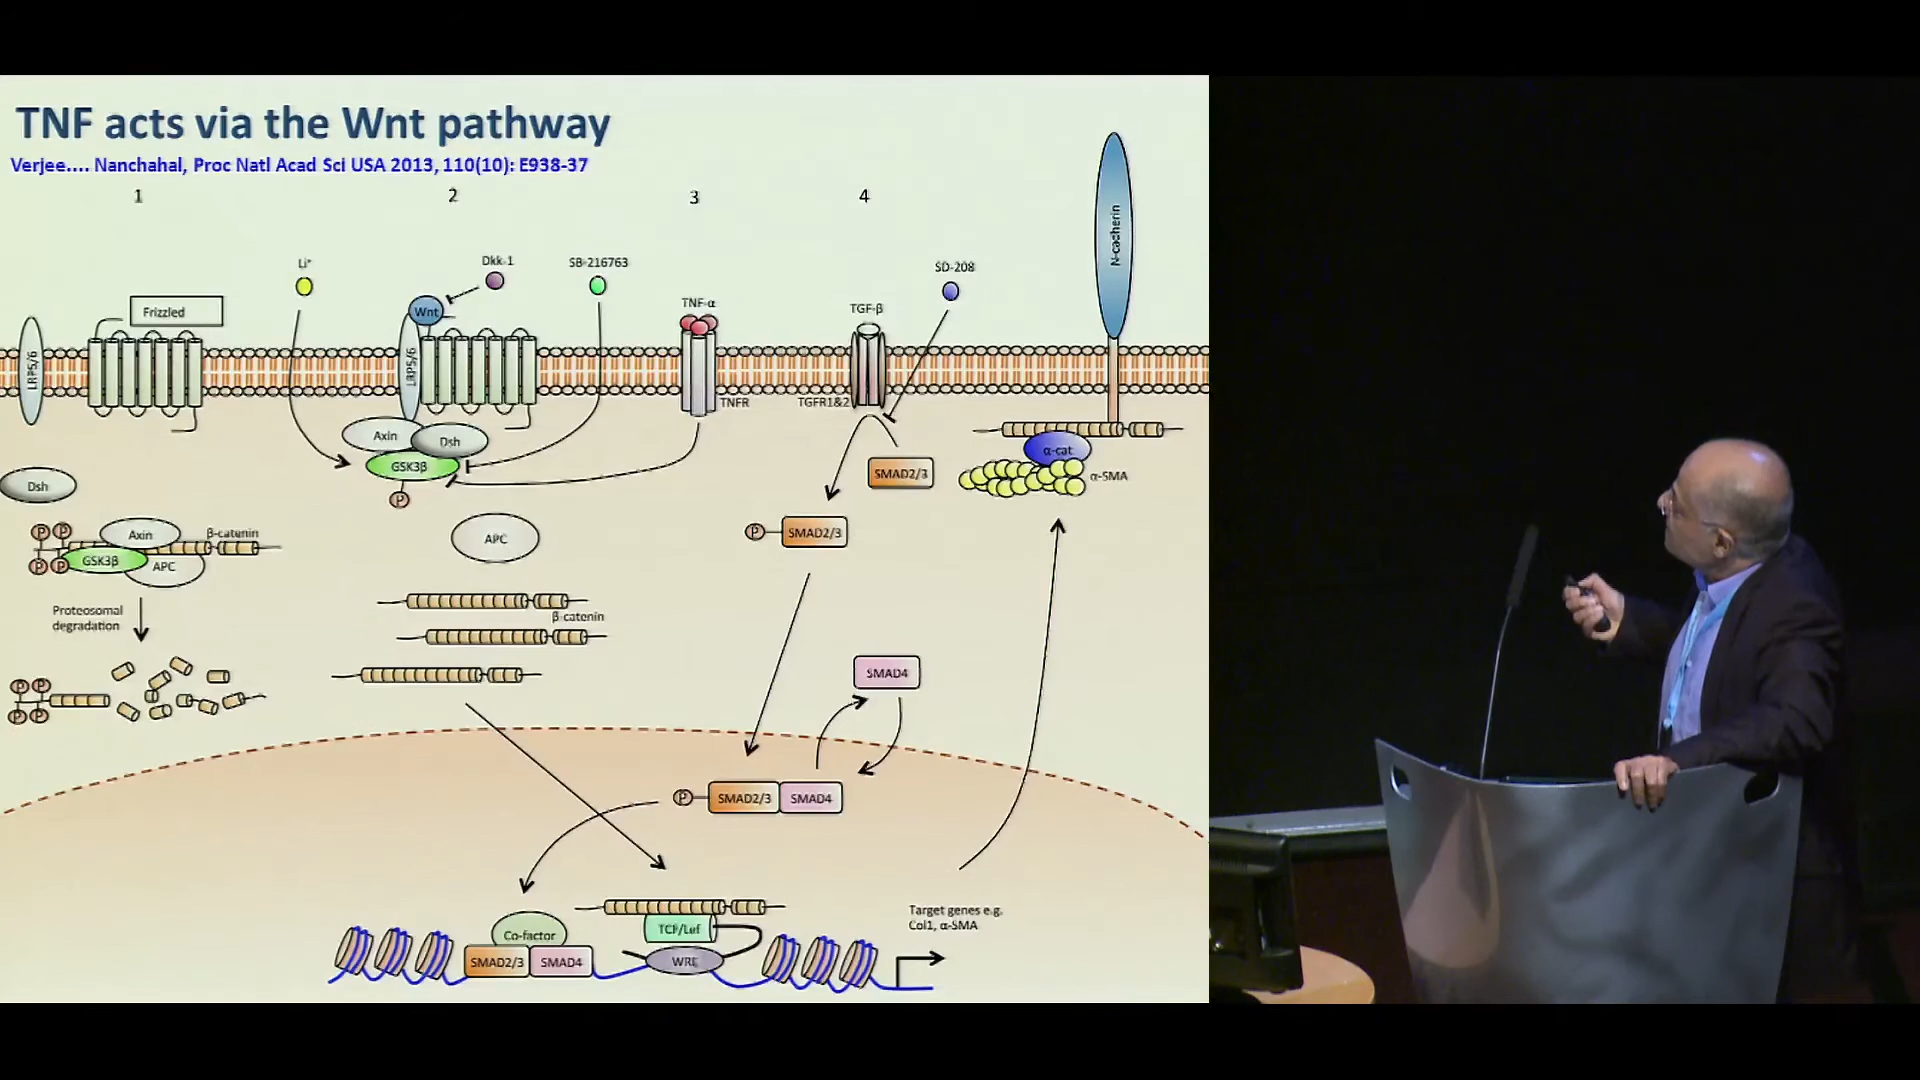 TNF acts via the Wnt pathway
Verjee.... Nanchahal, Proc Natl Acad Sci USA 2013, 110(10): E938-37
1
2
3
4
Li⁺
Dkk-1
SB-216763
SD-208
N-cadherin
Frizzled
Wnt
TNF-α
TGF-β
LRP5/6
LRP5/6
TNFR
TGFR1&2
Axin
Dsh
GSK3β
P
α-cat
α-SMA
SMAD2/3
Dsh
P
P
Axin
β-catenin
GSK3β
APC
P
P
APC
P
SMAD2/3
Proteosomal
degradation
β-catenin
P
P
P
P
SMAD4
P
SMAD2/3
SMAD4
Target genes e.g.
Col1, α-SMA
Co-factor
TCF/Lef
SMAD2/3
SMAD4
WRE